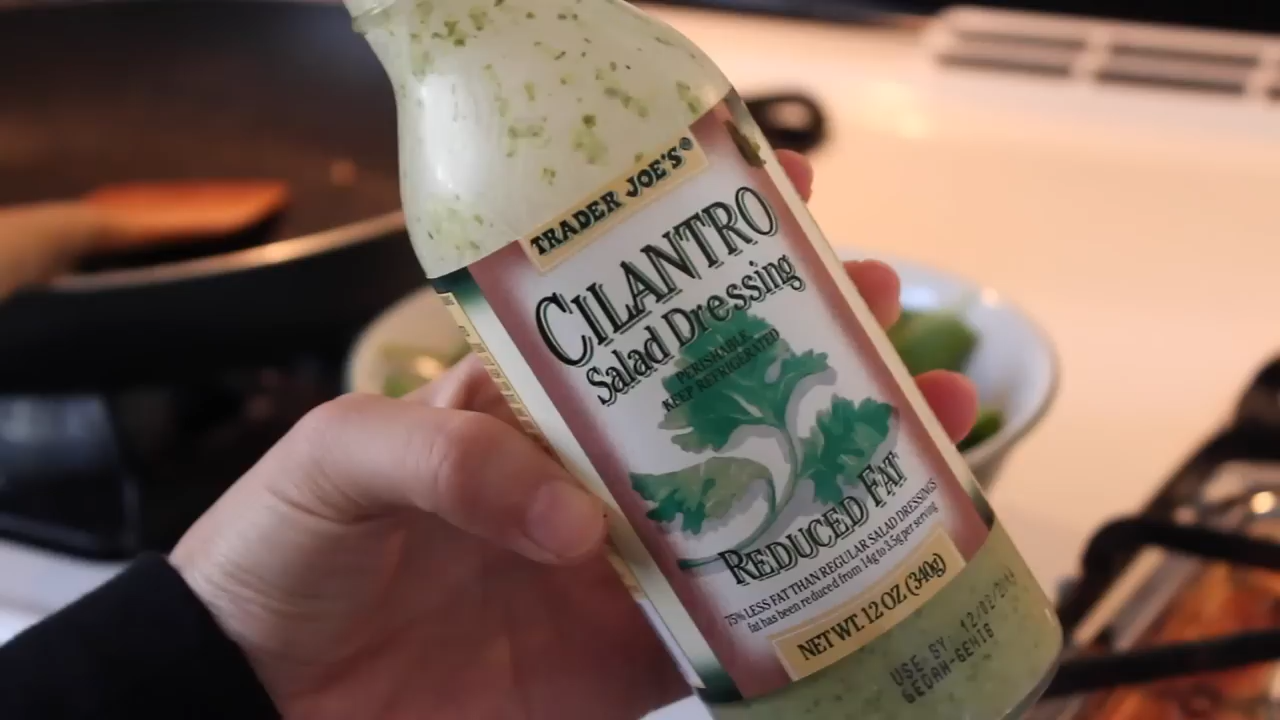 TRADER JOE'S®
CILANTRO
Salad Dressing
PERISHABLE
KEEP REFRIGERATED
REDUCED FAT
75% LESS FAT THAN REGULAR SALAD DRESSINGS
fat has been reduced from 14g to 3.5g per serving
NET WT. 12 OZ (340g)
USE BY